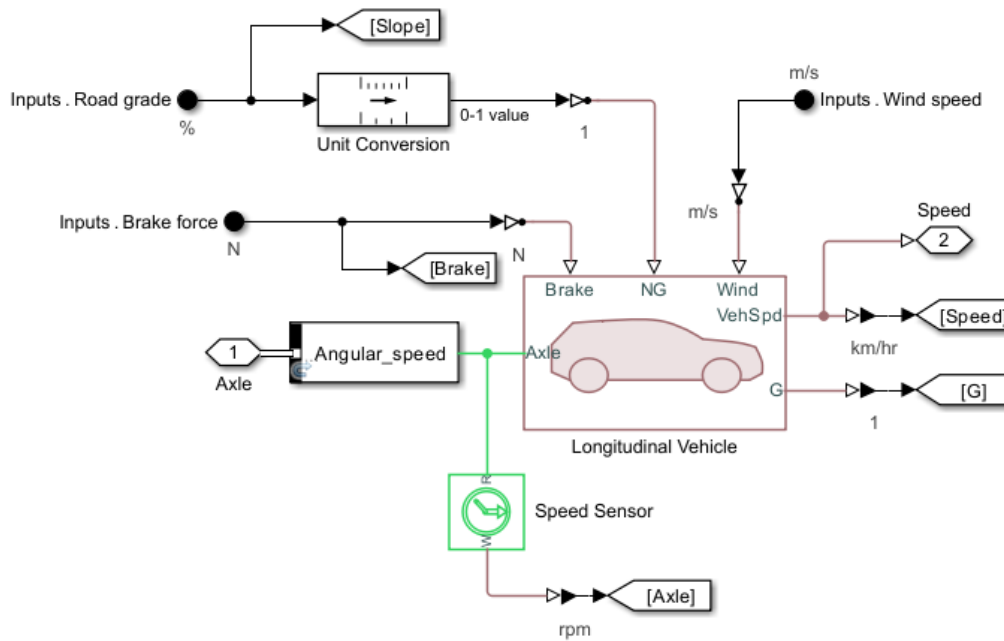 [Slope]
m/s
Inputs . Road grade
Inputs . Wind speed
%
0-1 value
1
Unit Conversion
Inputs . Brake force
N
N
m/s
Speed
2
[Brake]
Brake
NG
Wind
VehSpd
[Speed]
km/hr
1
Axle
Angular_speed
Axle
G
[G]
1
Longitudinal Vehicle
R
Speed Sensor
W
[Axle]
rpm